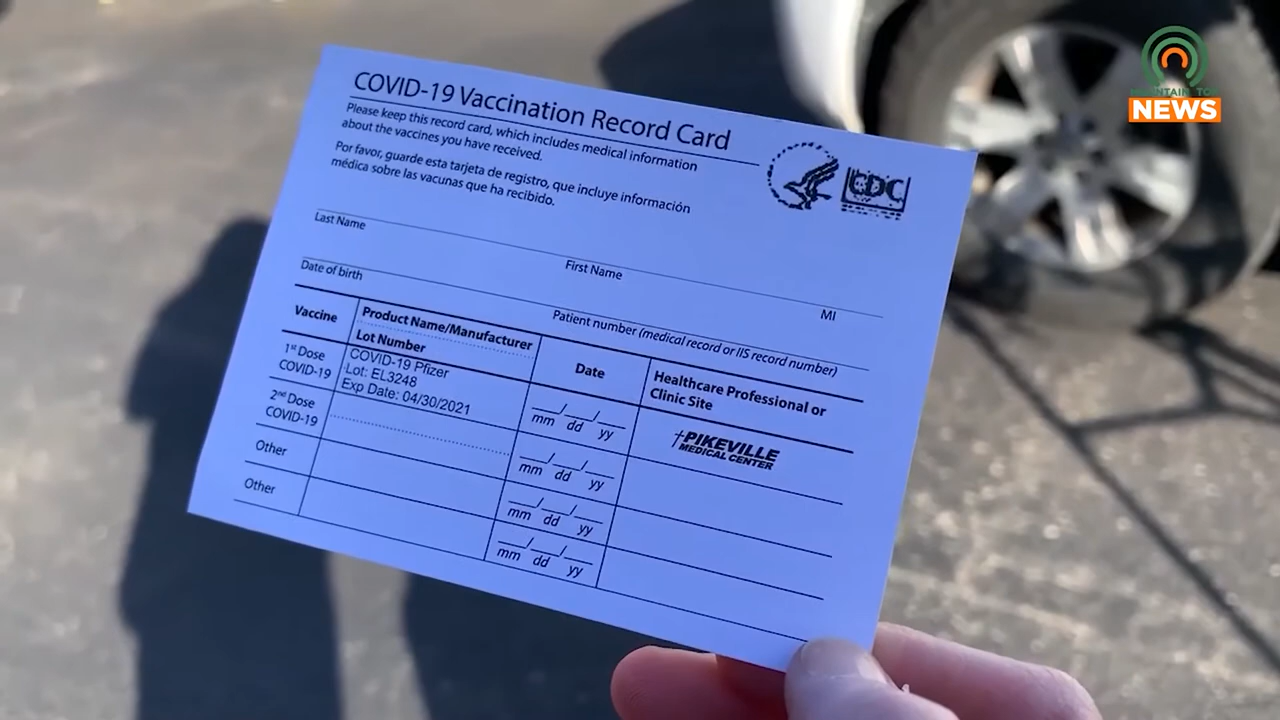 COVID-19 Vaccination Record Card
Please keep this record card, which includes medical information
about the vaccines you have received.
Por favor, guarde esta tarjeta de registro, que incluye información
médica sobre las vacunas que ha recibido.
CDC
Last Name
First Name
MI
Date of birth
Patient number (medical record or IIS record number)
Vaccine
Product Name/Manufacturer
Lot Number
Date
Healthcare Professional or
Clinic Site
1st Dose
COVID-19
COVID-19 Pfizer
Lot: EL3248
Exp Date: 04/30/2021
mm dd yy
PIKEVILLE
MEDICAL CENTER
2nd Dose
COVID-19
mm dd yy
Other
mm dd yy
Other
mm dd yy
MOUNTAIN TOP
NEWS